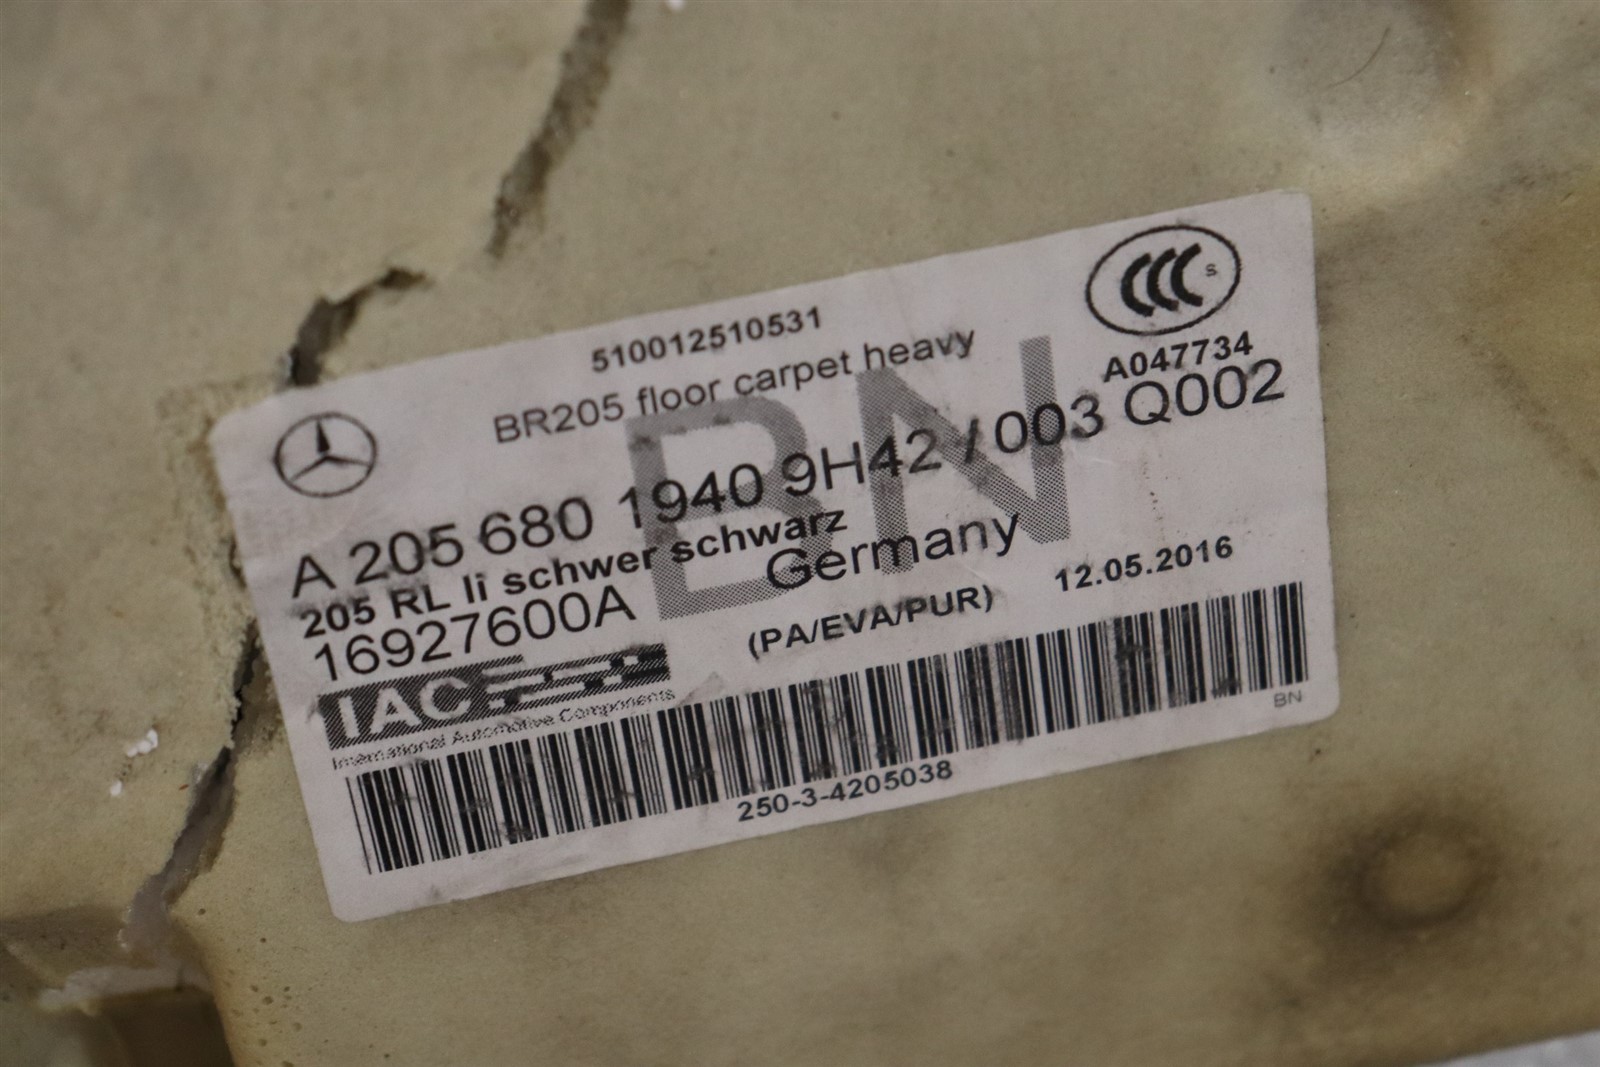 510012510531
BR205 floor carpet heavy
CCC S
A047734
A 205 680 1940 9H42 / 003 Q002
205 RL li schwer schwarz
16927600A
Germany
BN
(PA/EVA/PUR)
12.05.2016
IAC
International Automotive Components
250-3-4205038
BN